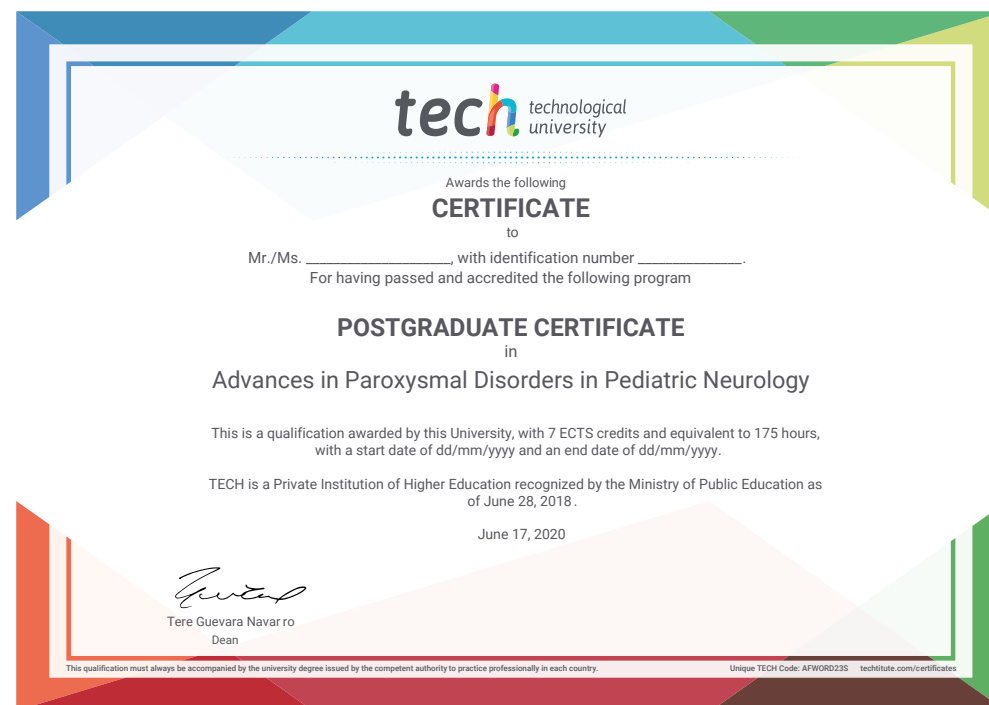 tech technological
university
Awards the following
CERTIFICATE
to
Mr./Ms. ____________________, with identification number ______________.
For having passed and accredited the following program
POSTGRADUATE CERTIFICATE
in
Advances in Paroxysmal Disorders in Pediatric Neurology
This is a qualification awarded by this University, with 7 ECTS credits and equivalent to 175 hours,
with a start date of dd/mm/yyyy and an end date of dd/mm/yyyy.
TECH is a Private Institution of Higher Education recognized by the Ministry of Public Education as
of June 28, 2018.
June 17, 2020
Tere Guevara Navarro
Dean
This qualification must always be accompanied by the university degree issued by the competent authority to practice professionally in each country.
Unique TECH Code: AFWORD23S techtitute.com/certificates